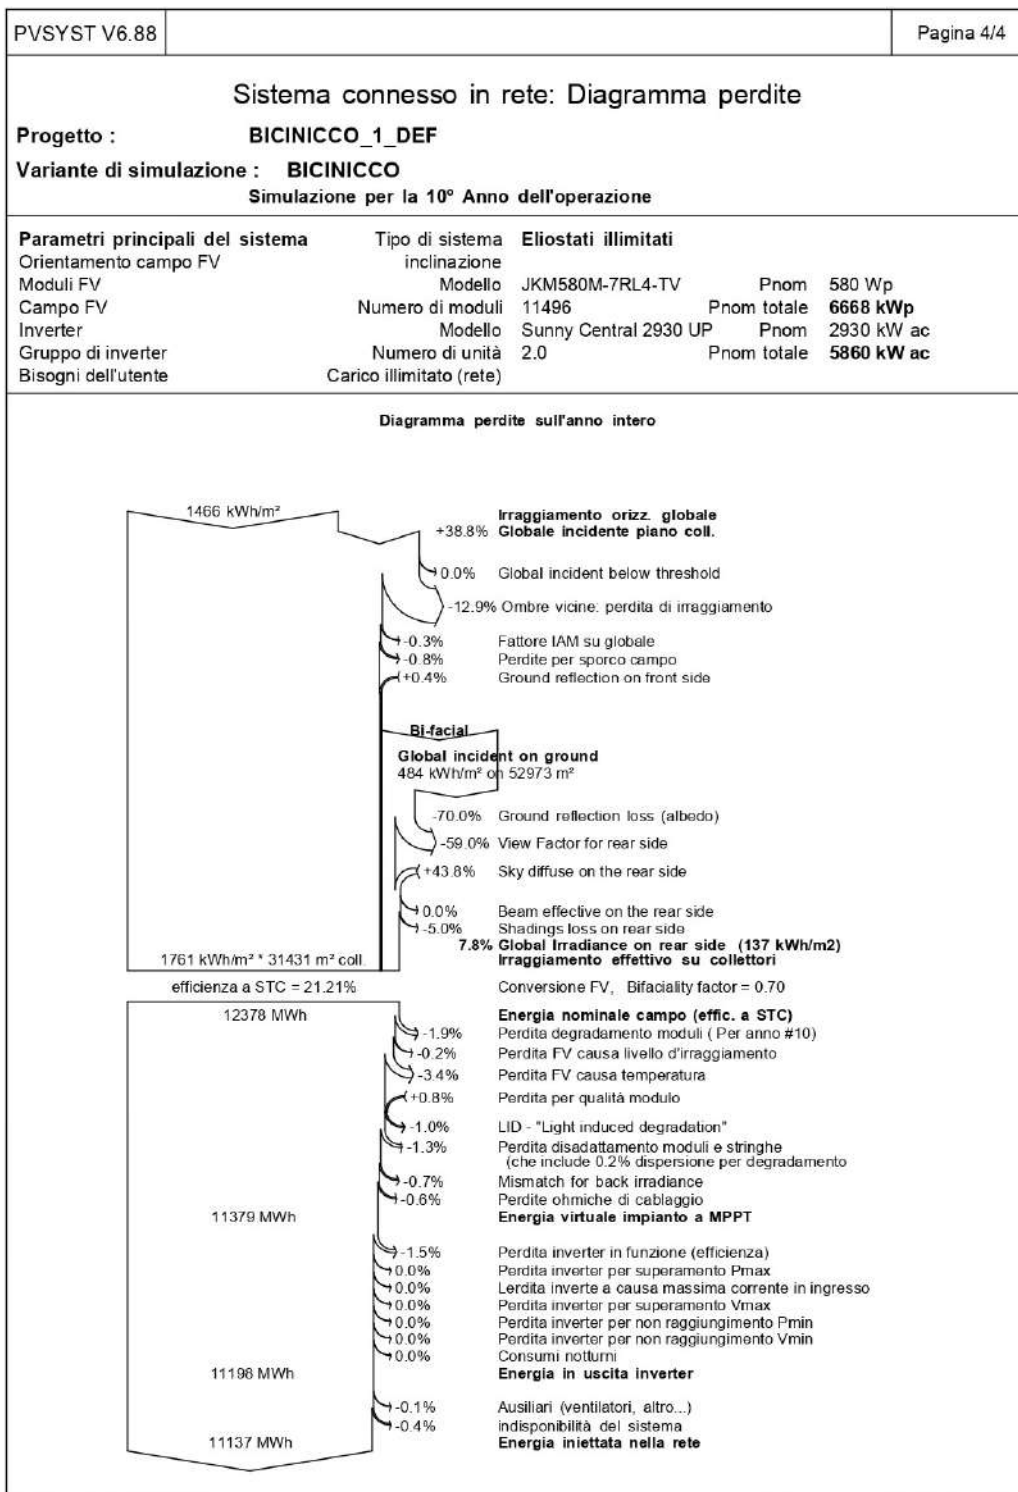 PVSYST V6.88
Pagina 4/4
Sistema connesso in rete: Diagramma perdite
Progetto : BICINICCO_1_DEF
Variante di simulazione : BICINICCO
Simulazione per la 10° Anno dell'operazione
Parametri principali del sistema Tipo di sistema Eliostati illimitati
Orientamento campo FV inclinazione
Moduli FV Modello JKM580M-7RL4-TV Pnom 580 Wp
Campo FV Numero di moduli 11496 Pnom totale 6668 kWp
Inverter Modello Sunny Central 2930 UP Pnom 2930 kW ac
Gruppo di inverter Numero di unità 2.0 Pnom totale 5860 kW ac
Bisogni dell'utente Carico illimitato (rete)
Diagramma perdite sull'anno intero
1466 kWh/m² Irraggiamento orizz. globale
+38.8% Globale incidente piano coll.
0.0% Global incident below threshold
-12.9% Ombre vicine: perdita di irraggiamento
-0.3% Fattore IAM su globale
-0.8% Perdite per sporco campo
+0.4% Ground reflection on front side
Bi-facial
Global incident on ground
484 kWh/m² on 52973 m²
-70.0% Ground reflection loss (albedo)
-59.0% View Factor for rear side
+43.8% Sky diffuse on the rear side
0.0% Beam effective on the rear side
-5.0% Shadings loss on rear side
7.8% Global Irradiance on rear side (137 kWh/m2)
1761 kWh/m² * 31431 m² coll. Irraggiamento effettivo su collettori
efficienza a STC = 21.21% Conversione FV, Bifaciality factor = 0.70
12378 MWh Energia nominale campo (effic. a STC)
-1.9% Perdita degradamento moduli ( Per anno #10)
-0.2% Perdita FV causa livello d'irraggiamento
-3.4% Perdita FV causa temperatura
+0.8% Perdita per qualità modulo
-1.0% LID - "Light induced degradation"
-1.3% Perdita disadattamento moduli e stringhe
(che include 0.2% dispersione per degradamento
-0.7% Mismatch for back irradiance
-0.6% Perdite ohmiche di cablaggio
11379 MWh Energia virtuale impianto a MPPT
-1.5% Perdita inverter in funzione (efficienza)
0.0% Perdita inverter per superamento Pmax
0.0% Lerdita inverte a causa massima corrente in ingresso
0.0% Perdita inverter per superamento Vmax
0.0% Perdita inverter per non raggiungimento Pmin
0.0% Perdita inverter per non raggiungimento Vmin
0.0% Consumi notturni
11198 MWh Energia in uscita inverter
-0.1% Ausiliari (ventilatori, altro...)
-0.4% indisponibilità del sistema
11137 MWh Energia iniettata nella rete